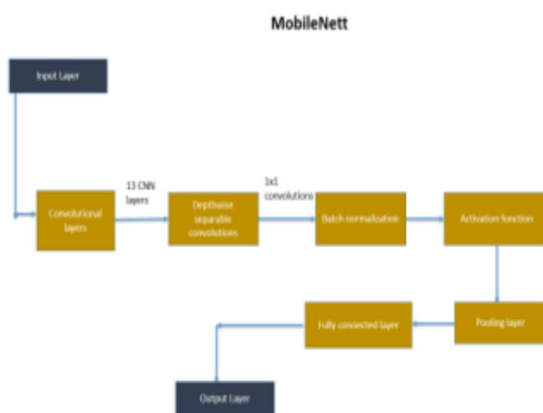 MobileNett
Input Layer
13 CNN
layers
1x1
convolutions
Convolutional
layers
Depthwise
separable
convolutions
Batch normalization
Activation function
Fully connected layer
Pooling layer
Output Layer